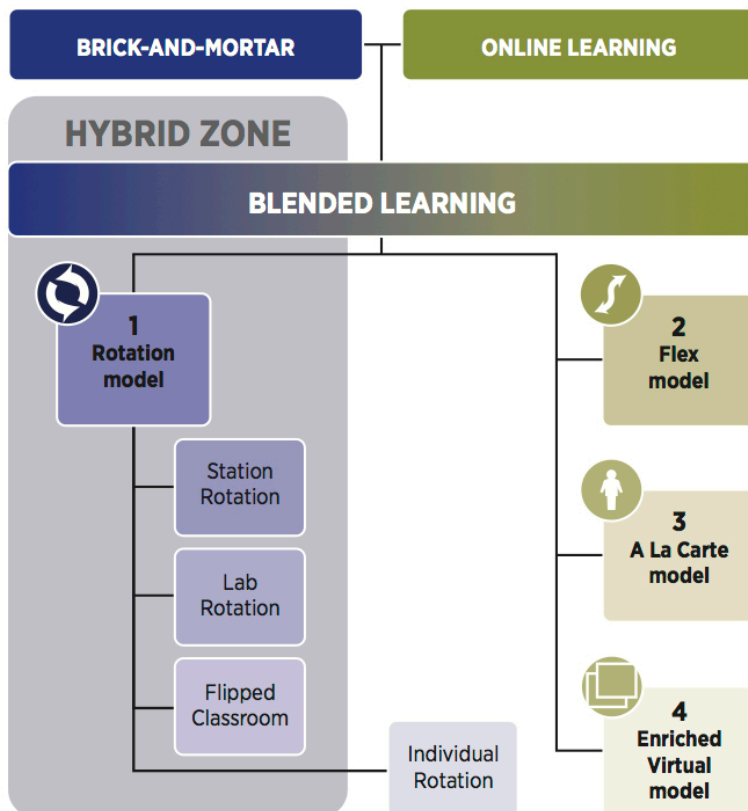 BRICK-AND-MORTAR
ONLINE LEARNING
HYBRID ZONE
BLENDED LEARNING
1
Rotation
model
Station
Rotation
Lab
Rotation
Flipped
Classroom
Individual
Rotation
2
Flex
model
3
A La Carte
model
4
Enriched
Virtual
model